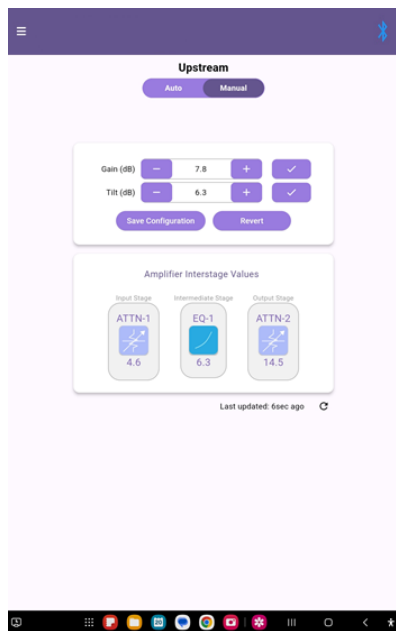 Upstream
Auto Manual
Gain (dB) − 7.8 +
Tilt (dB) − 6.3 +
Save Configuration Revert
Amplifier Interstage Values
Input Stage Intermediate Stage Output Stage
ATTN-1 EQ-1 ATTN-2
4.6 6.3 14.5
Last updated: 6sec ago
20